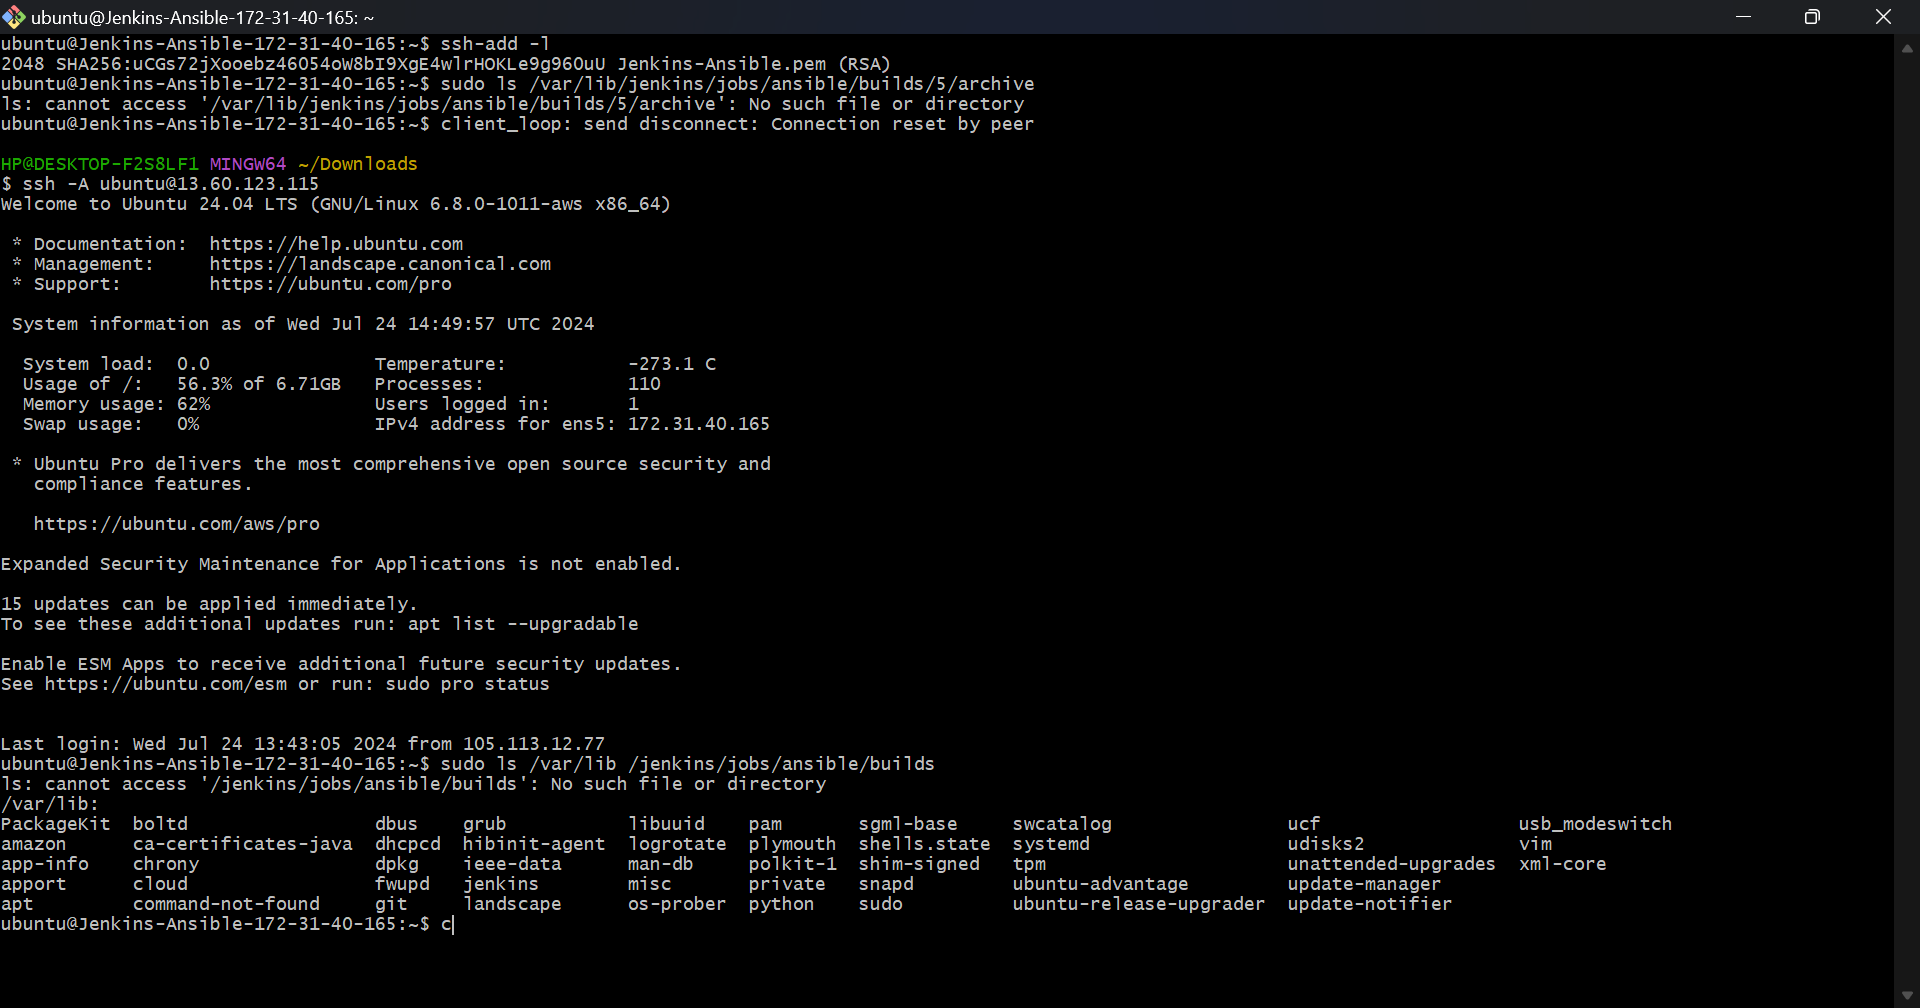 ubuntu@Jenkins-Ansible-172-31-40-165: ~
ubuntu@Jenkins-Ansible-172-31-40-165:~$ ssh-add -l
2048 SHA256:uCGs72jXooebz46054oW8bI9XgE4wlrHOKLe9g960uU Jenkins-Ansible.pem (RSA)
ubuntu@Jenkins-Ansible-172-31-40-165:~$ sudo ls /var/lib/jenkins/jobs/ansible/builds/5/archive
ls: cannot access '/var/lib/jenkins/jobs/ansible/builds/5/archive': No such file or directory
ubuntu@Jenkins-Ansible-172-31-40-165:~$ client_loop: send disconnect: Connection reset by peer
HP@DESKTOP-F2S8LF1 MINGW64 ~/Downloads
$ ssh -A ubuntu@13.60.123.115
Welcome to Ubuntu 24.04 LTS (GNU/Linux 6.8.0-1011-aws x86_64)
* Documentation:  https://help.ubuntu.com
* Management:     https://landscape.canonical.com
* Support:        https://ubuntu.com/pro
System information as of Wed Jul 24 14:49:57 UTC 2024
System load:  0.0               Temperature:           -273.1 C
Usage of /:   56.3% of 6.71GB   Processes:             110
Memory usage: 62%               Users logged in:       1
Swap usage:   0%                IPv4 address for ens5: 172.31.40.165
* Ubuntu Pro delivers the most comprehensive open source security and
compliance features.
https://ubuntu.com/aws/pro
Expanded Security Maintenance for Applications is not enabled.
15 updates can be applied immediately.
To see these additional updates run: apt list --upgradable
Enable ESM Apps to receive additional future security updates.
See https://ubuntu.com/esm or run: sudo pro status
Last login: Wed Jul 24 13:43:05 2024 from 105.113.12.77
ubuntu@Jenkins-Ansible-172-31-40-165:~$ sudo ls /var/lib /jenkins/jobs/ansible/builds
ls: cannot access '/jenkins/jobs/ansible/builds': No such file or directory
/var/lib:
PackageKit  boltd                 dbus    grub           libuuid    pam       sgml-base     swcatalog                ucf                  usb_modeswitch
amazon      ca-certificates-java  dhcpcd  hibinit-agent  logrotate  plymouth  shells.state  systemd                  udisks2              vim
app-info    chrony                dpkg    ieee-data      man-db     polkit-1  shim-signed   tpm                      unattended-upgrades  xml-core
apport      cloud                 fwupd   jenkins        misc       private   snapd         ubuntu-advantage         update-manager
apt         command-not-found     git     landscape      os-prober  python    sudo          ubuntu-release-upgrader  update-notifier
ubuntu@Jenkins-Ansible-172-31-40-165:~$ c